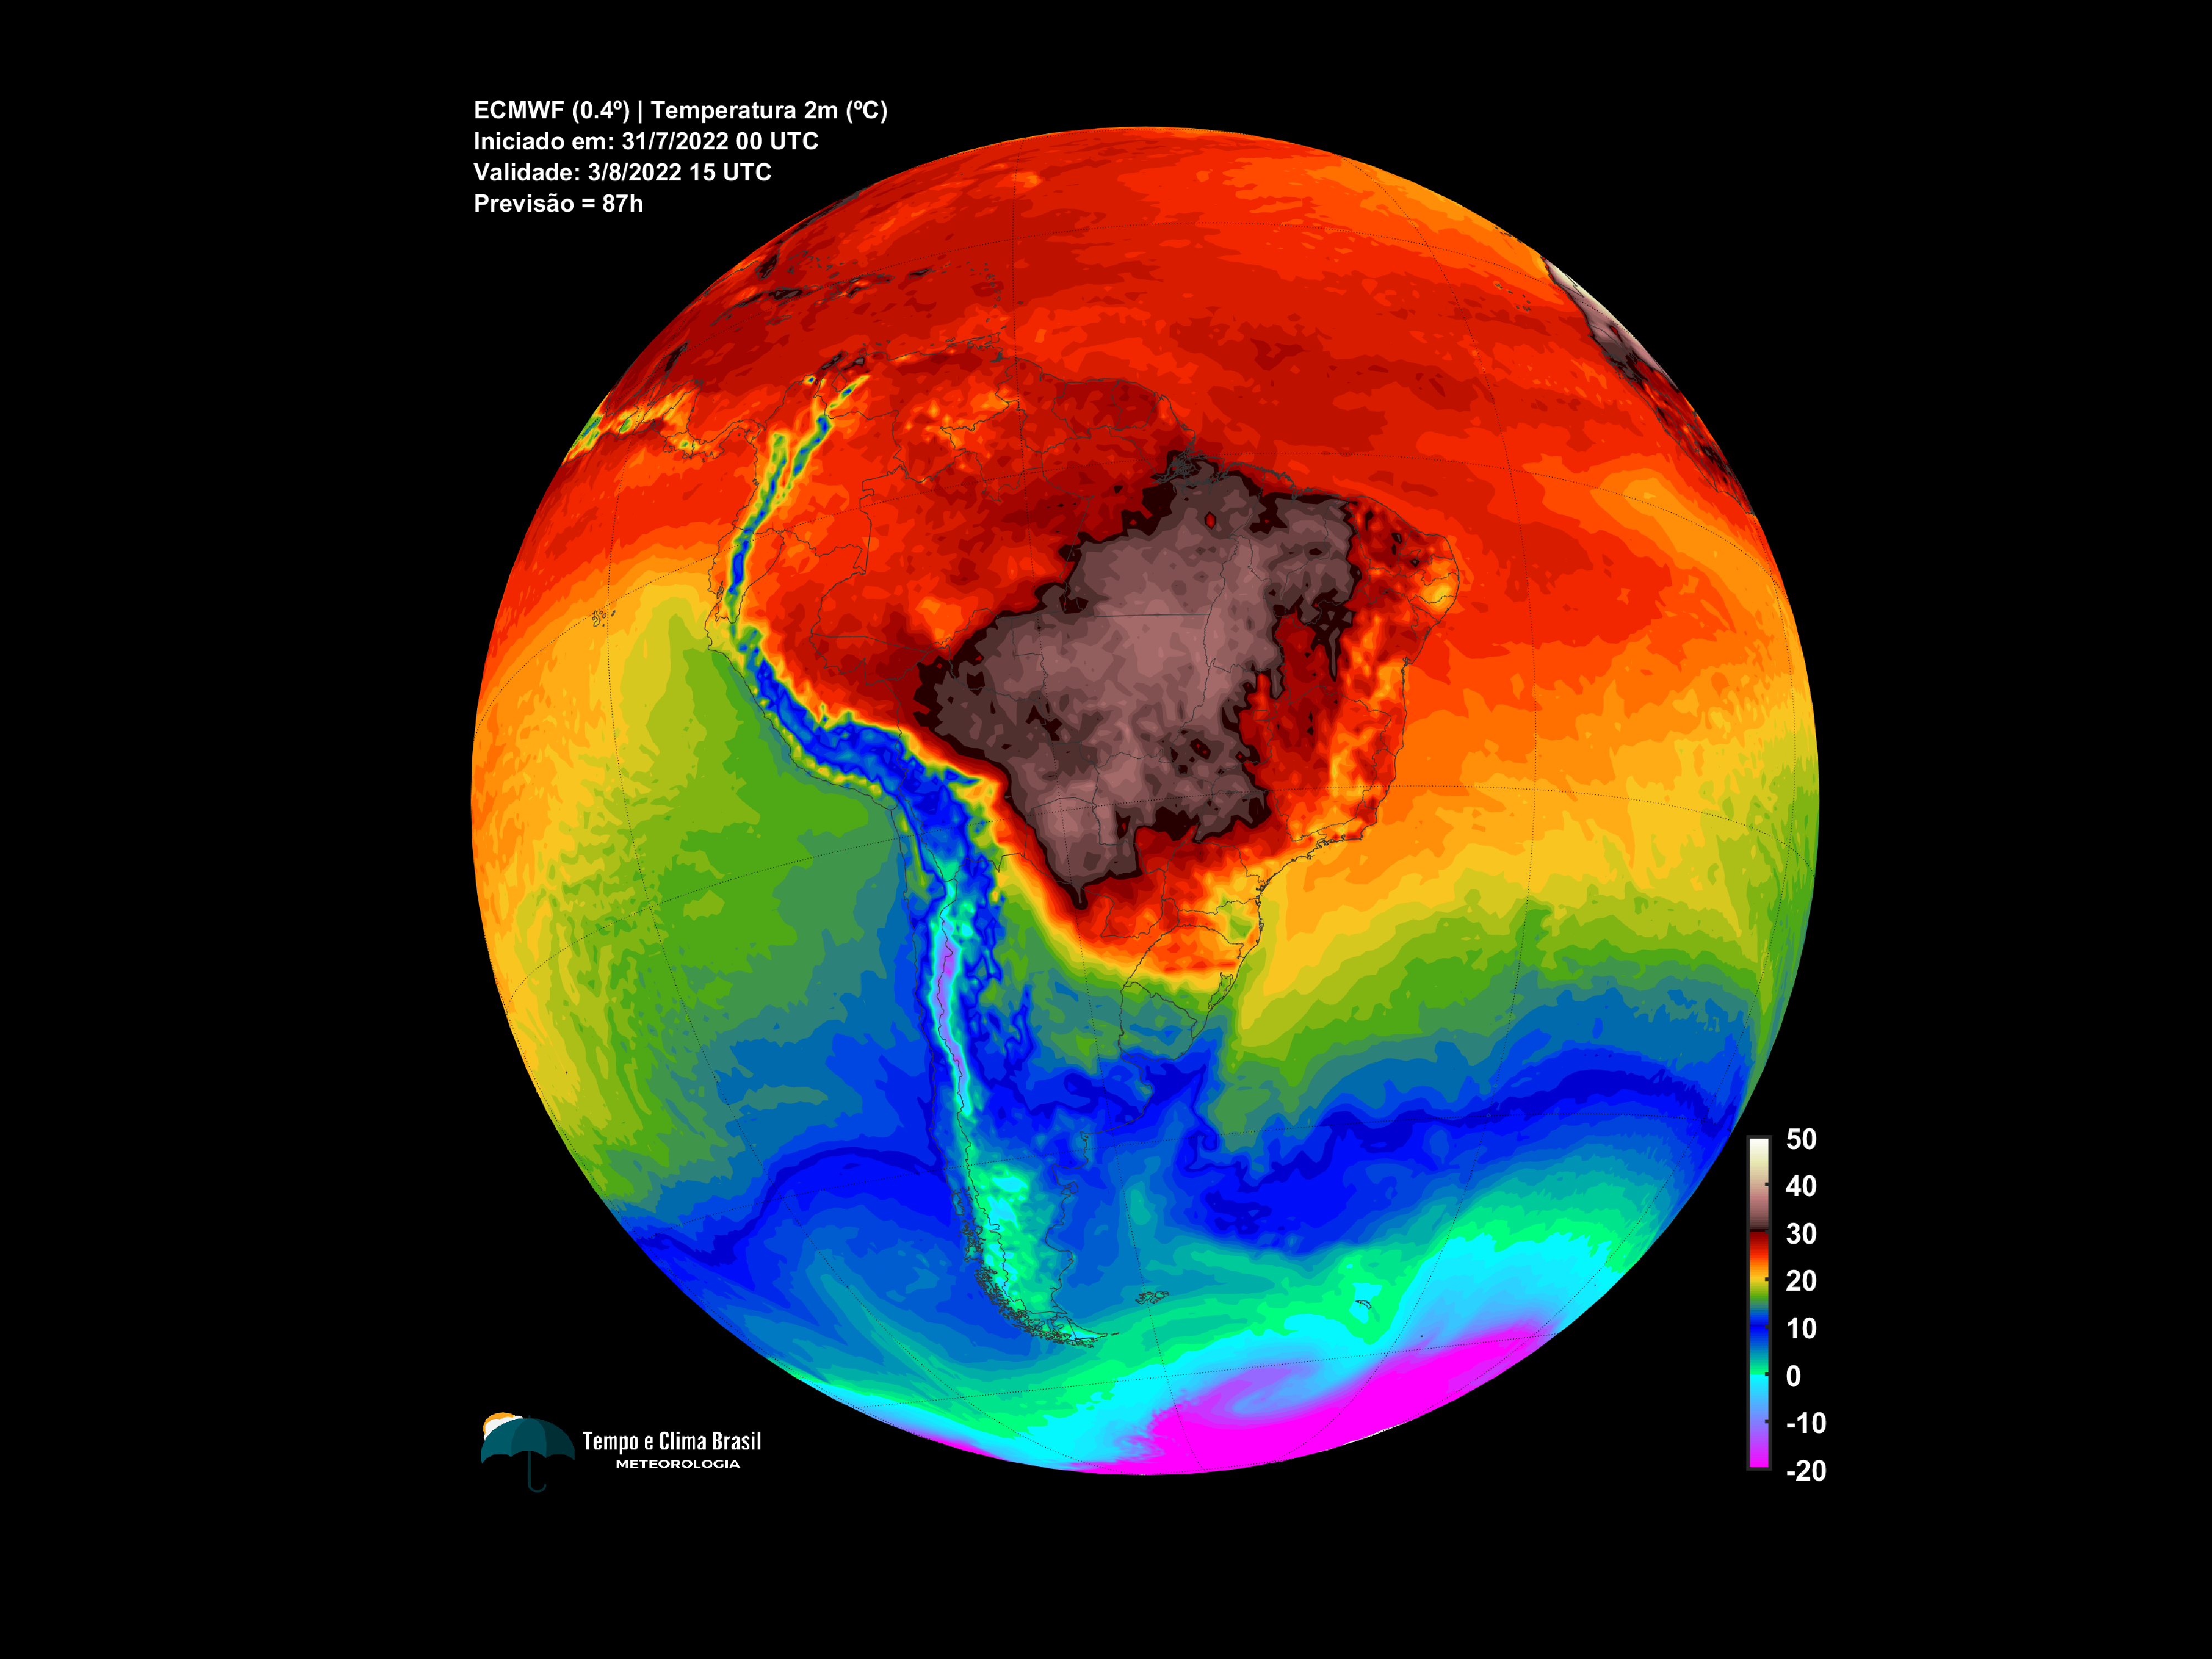 ECMWF (0.4º) | Temperatura 2m (ºC)
Iniciado em: 31/7/2022 00 UTC
Validade: 3/8/2022 15 UTC
Previsão = 87h
50
40
30
20
10
0
-10
-20
Tempo e Clima Brasil
METEOROLOGIA